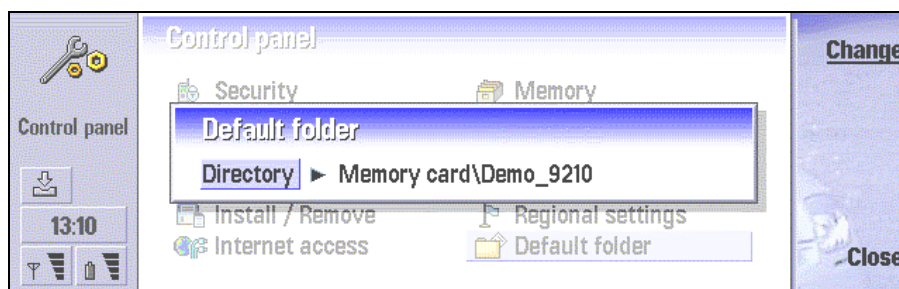 Control panel
Change
Security
Memory
Control panel
Default folder
Directory ► Memory card\Demo_9210
Install / Remove
Regional settings
13:10
Internet access
Default folder
Close